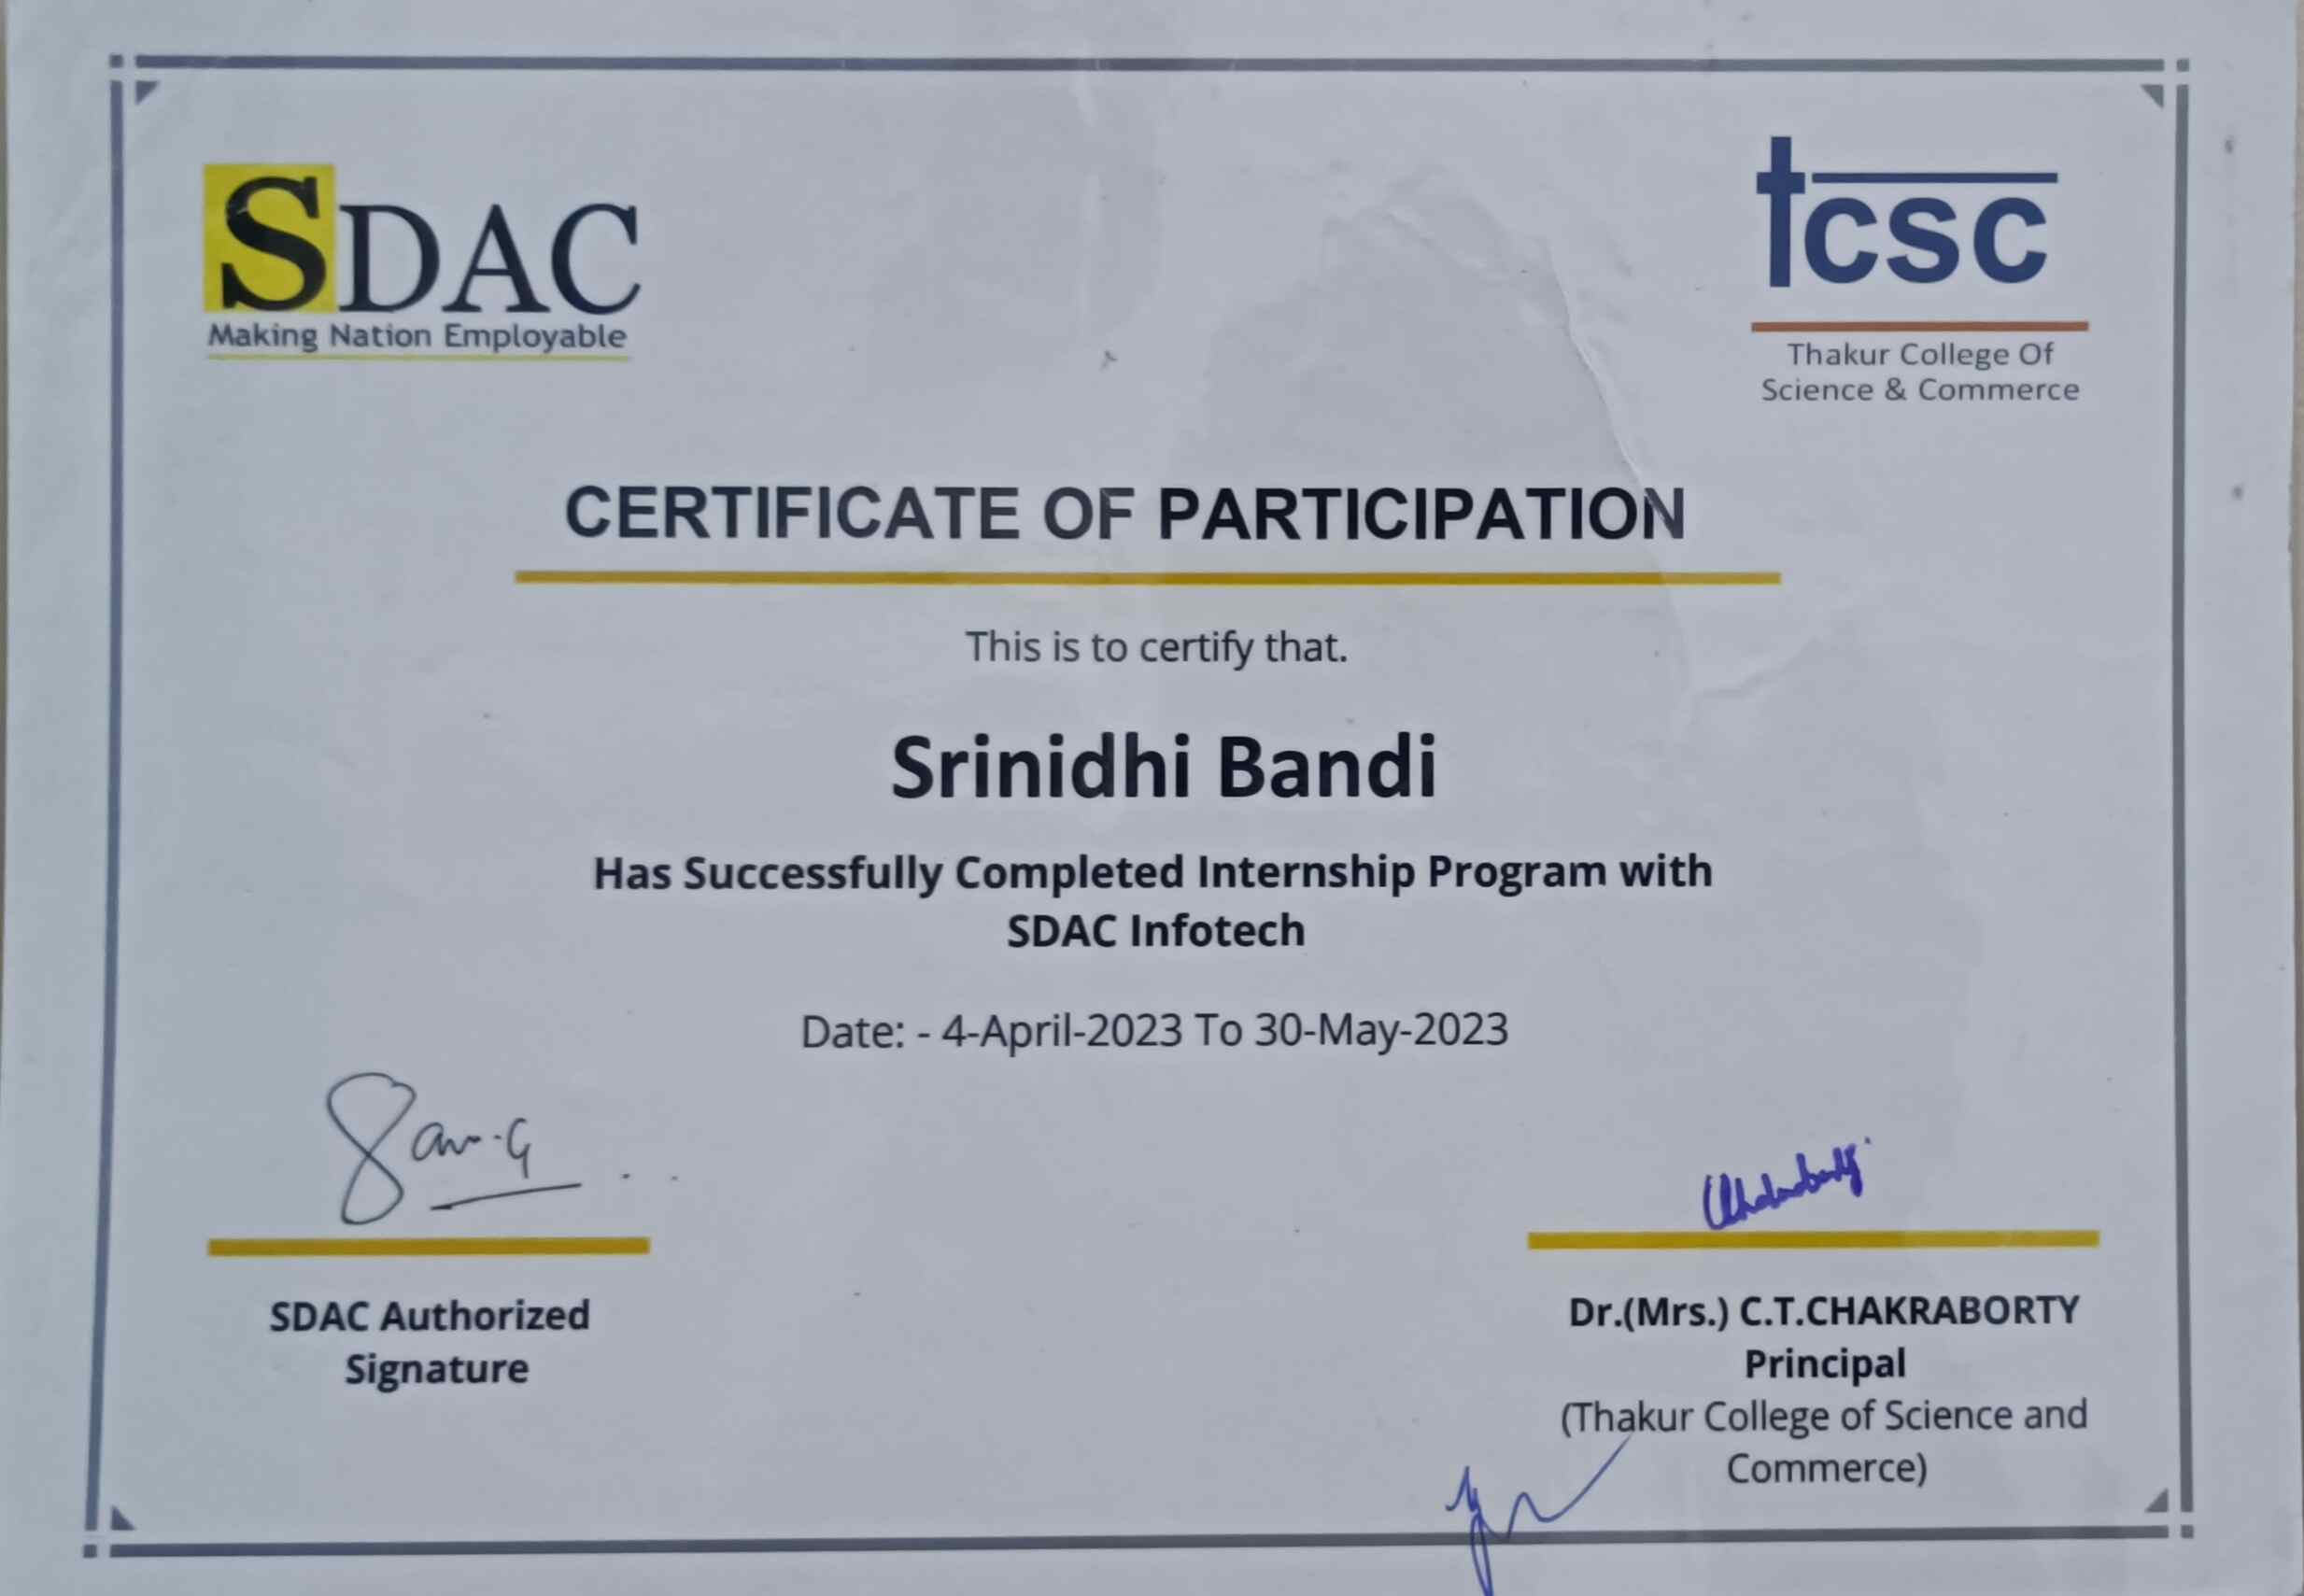 SDAC
Making Nation Employable
tcsc
Thakur College Of
Science & Commerce
CERTIFICATE OF PARTICIPATION
This is to certify that.
Srinidhi Bandi
Has Successfully Completed Internship Program with
SDAC Infotech
Date: - 4-April-2023 To 30-May-2023
SDAC Authorized
Signature
Dr.(Mrs.) C.T.CHAKRABORTY
Principal
(Thakur College of Science and
Commerce)